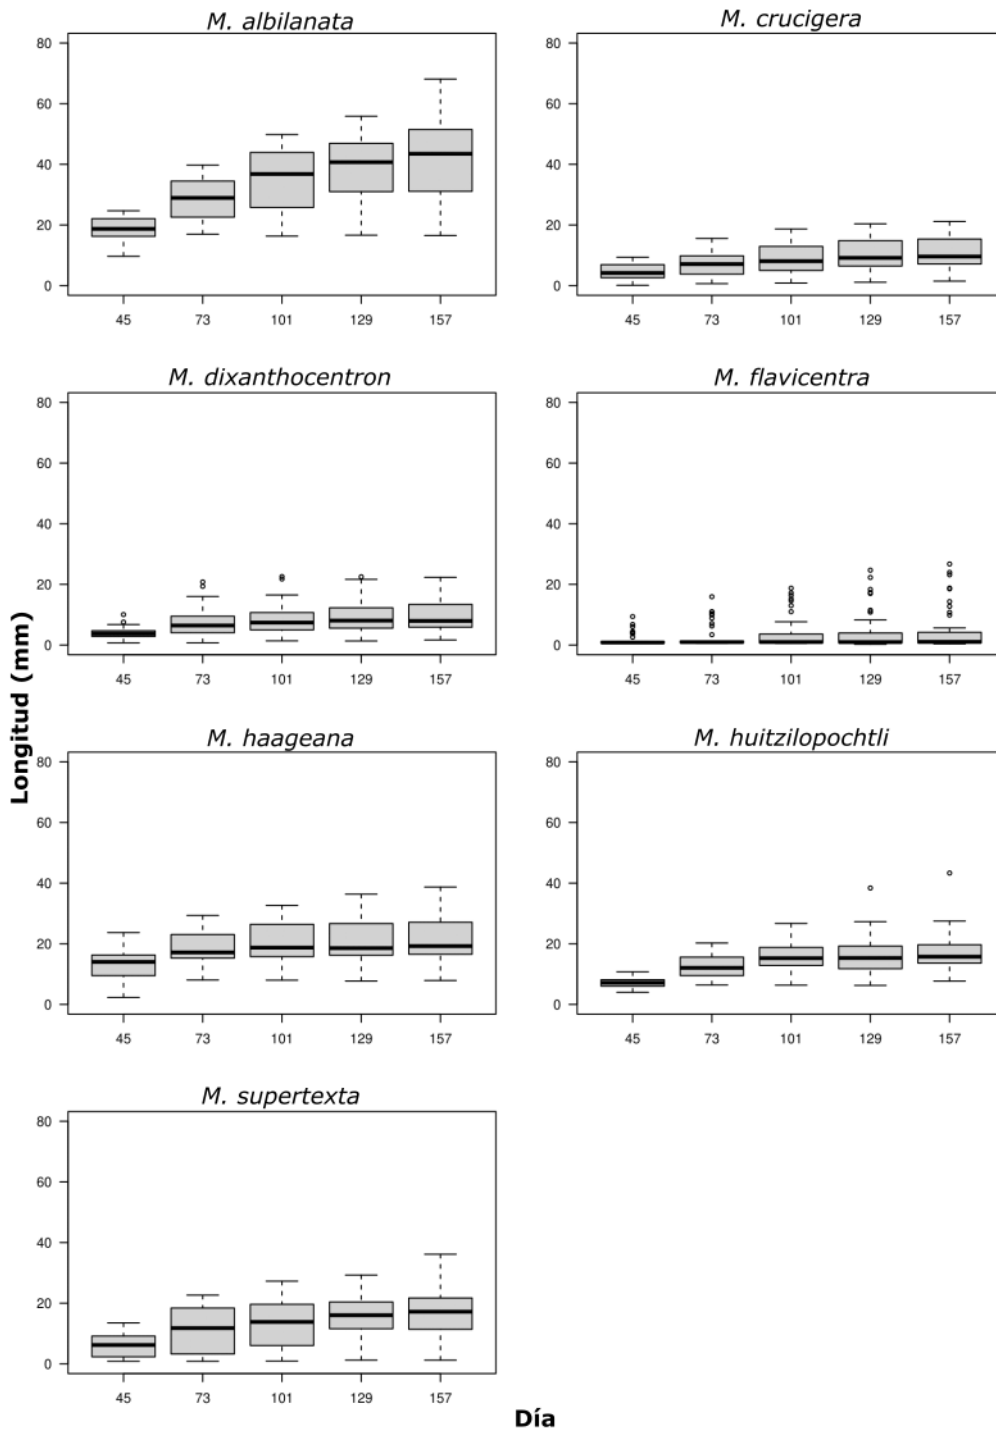 M. albilanata
80
60
40
20
0
45 73 101 129 157
M. crucigera
80
60
40
20
0
45 73 101 129 157
M. dixanthocentron
80
60
40
20
0
45 73 101 129 157
M. flavicentra
80
60
40
20
0
45 73 101 129 157
Longitud (mm)
M. haageana
80
60
40
20
0
45 73 101 129 157
M. huitzilopochtli
80
60
40
20
0
45 73 101 129 157
M. supertexta
80
60
40
20
0
45 73 101 129 157
Día